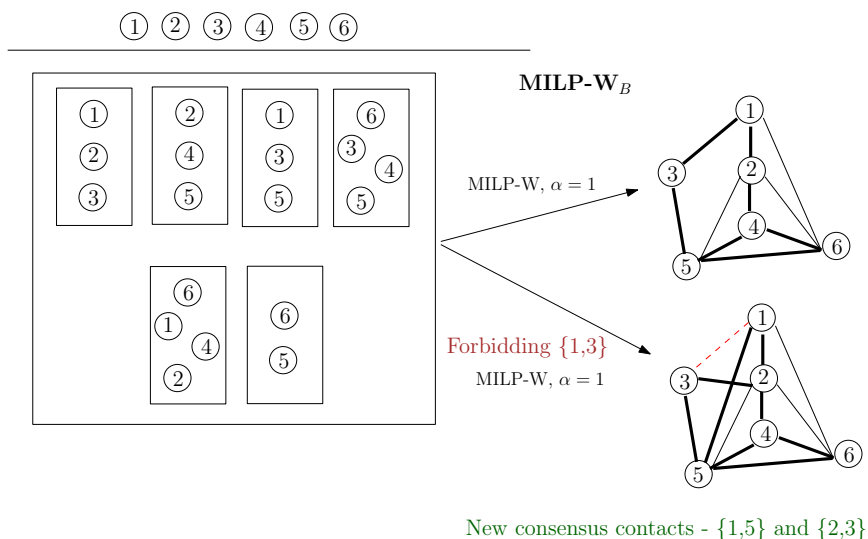 1 2 3 4 5 6
MILP-W_B
1 2 1 6
2 4 3 3 4
3 5 5 5
6 6
1 4 5
2
MILP-W, α = 1
1
3 2
4
5 6
Forbidding {1,3}
MILP-W, α = 1
1
3 2
4
5 6
New consensus contacts - {1,5} and {2,3}